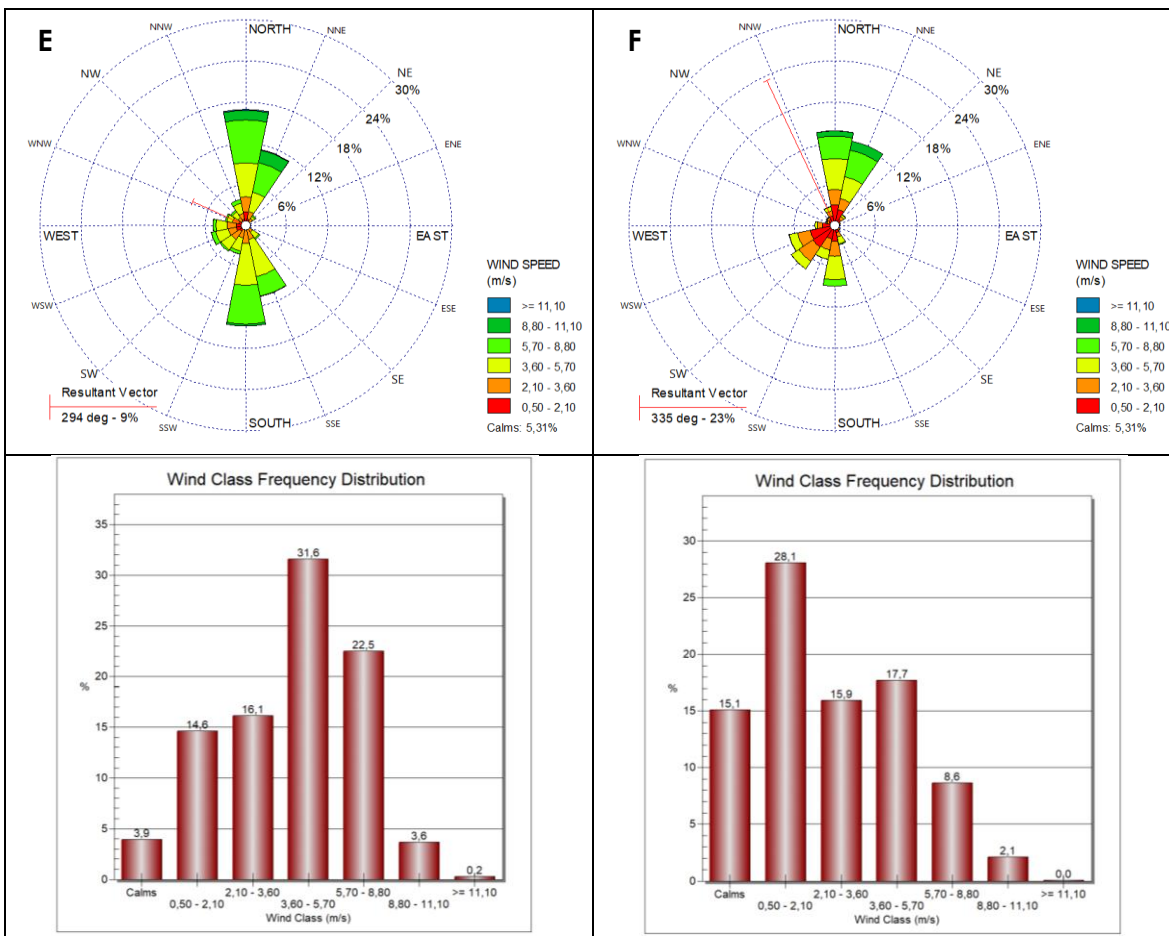 E
NNW
NORTH
NNE
NW
NE
30%
24%
WNW
18%
ENE
12%
6%
WEST
EAST
WIND SPEED
(m/s)
>= 11,10
8,80 - 11,10
5,70 - 8,80
3,60 - 5,70
2,10 - 3,60
0,50 - 2,10
Calms: 5,31%
WSW
ESE
SW
SE
Resultant Vector
294 deg - 9%
SSW
SOUTH
SSE
F
NNW
NORTH
NNE
NW
NE
30%
24%
WNW
18%
ENE
12%
6%
WEST
EAST
WIND SPEED
(m/s)
>= 11,10
8,80 - 11,10
5,70 - 8,80
3,60 - 5,70
2,10 - 3,60
0,50 - 2,10
Calms: 5,31%
WSW
ESE
SW
SE
Resultant Vector
335 deg - 23%
SSW
SOUTH
SSE
Wind Class Frequency Distribution
35
30
25
20
15
10
5
0
%
3,9
14,6
16,1
31,6
22,5
3,6
0,2
Calms
0,50 - 2,10
2,10 - 3,60
3,60 - 5,70
5,70 - 8,80
8,80 - 11,10
>= 11,10
Wind Class (m/s)
Wind Class Frequency Distribution
30
25
20
15
10
5
0
%
15,1
28,1
15,9
17,7
8,6
2,1
0,0
Calms
0,50 - 2,10
2,10 - 3,60
3,60 - 5,70
5,70 - 8,80
8,80 - 11,10
>= 11,10
Wind Class (m/s)